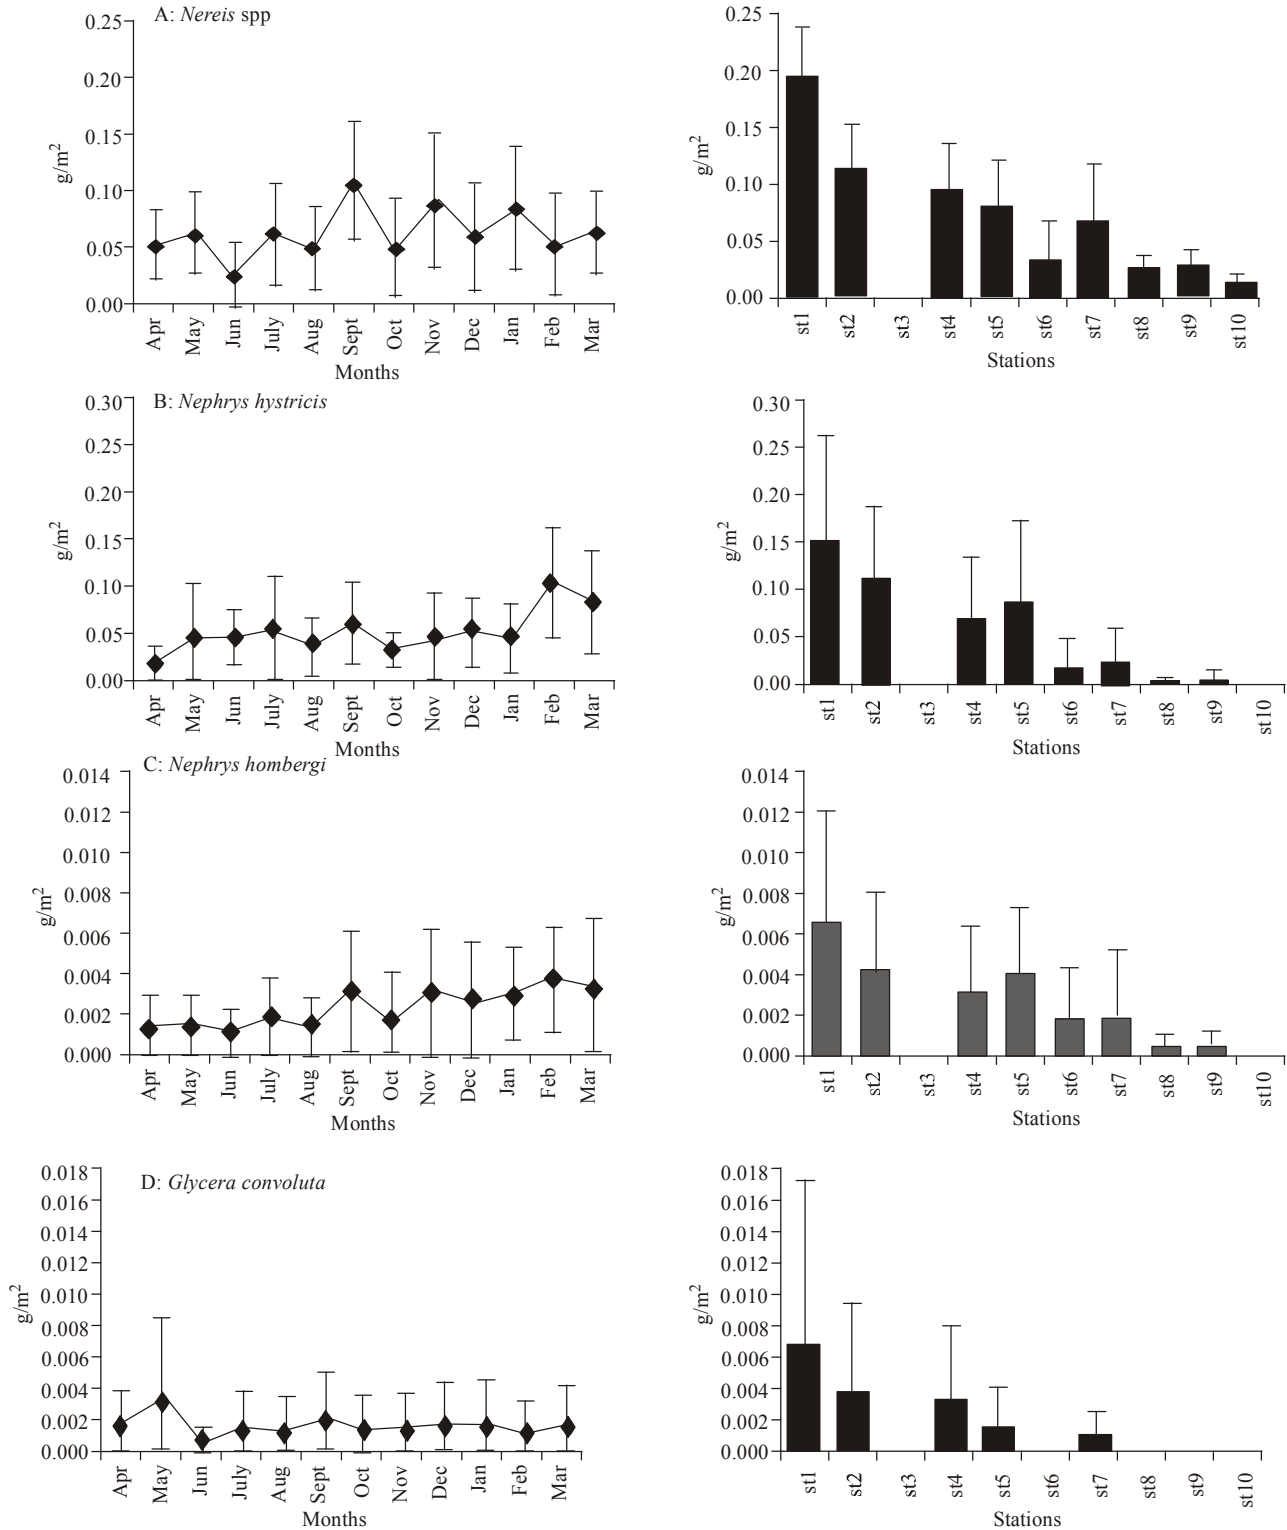 A: Nereis spp
0.25
0.20
0.15
0.10
0.05
0.00
g/m²
Apr
May
Jun
July
Aug
Sept
Oct
Nov
Dec
Jan
Feb
Mar
Months
0.25
0.20
0.15
0.10
0.05
0.00
g/m²
st1
st2
st3
st4
st5
st6
st7
st8
st9
st10
Stations
B: Nephrys hystricis
0.30
0.25
0.20
0.15
0.10
0.05
0.00
g/m²
Apr
May
Jun
July
Aug
Sept
Oct
Nov
Dec
Jan
Feb
Mar
Months
0.30
0.25
0.20
0.15
0.10
0.05
0.00
g/m²
st1
st2
st3
st4
st5
st6
st7
st8
st9
st10
Stations
C: Nephrys hombergi
0.014
0.012
0.010
0.008
0.006
0.004
0.002
0.000
g/m²
Apr
May
Jun
July
Aug
Sept
Oct
Nov
Dec
Jan
Feb
Mar
Months
0.014
0.012
0.010
0.008
0.006
0.004
0.002
0.000
g/m²
st1
st2
st3
st4
st5
st6
st7
st8
st9
st10
Stations
D: Glycera convoluta
0.018
0.016
0.014
0.012
0.010
0.008
0.006
0.004
0.002
0.000
g/m²
Apr
May
Jun
July
Aug
Sept
Oct
Nov
Dec
Jan
Feb
Mar
Months
0.018
0.016
0.014
0.012
0.010
0.008
0.006
0.004
0.002
0.000
g/m²
st1
st2
st3
st4
st5
st6
st7
st8
st9
st10
Stations